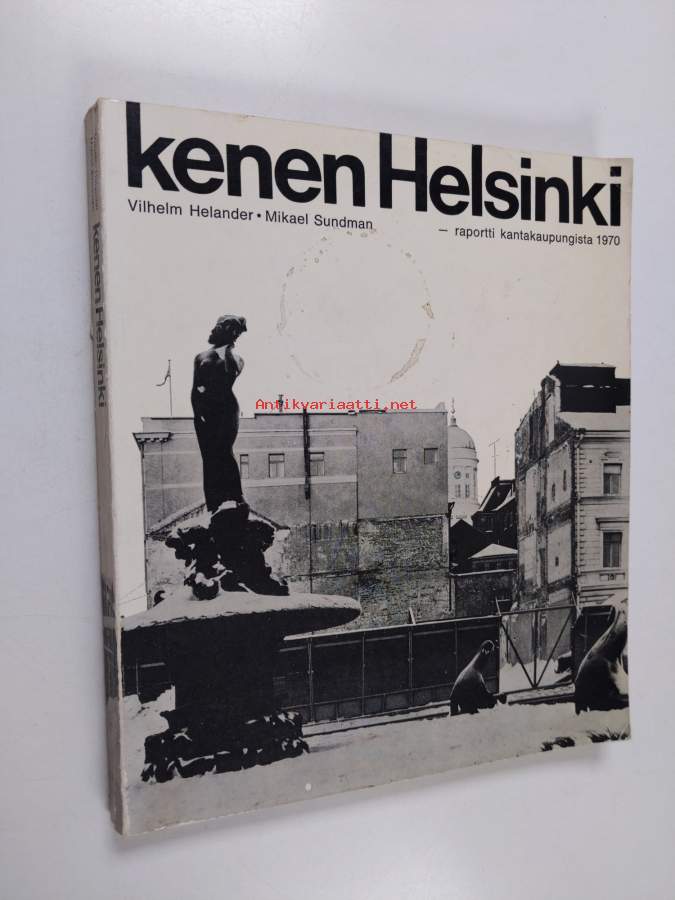 kenen Helsinki
Vilhelm Helander • Mikael Sundman
— raportti kantakaupungista 1970
kenen Helsinki
Antikvariaatti.net